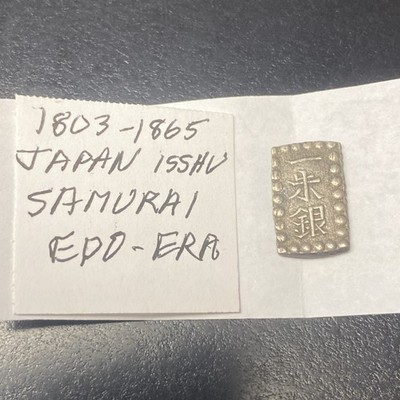 1803-1865
JAPAN ISSHU
SAMURAI
EDO-ERA
一朱銀